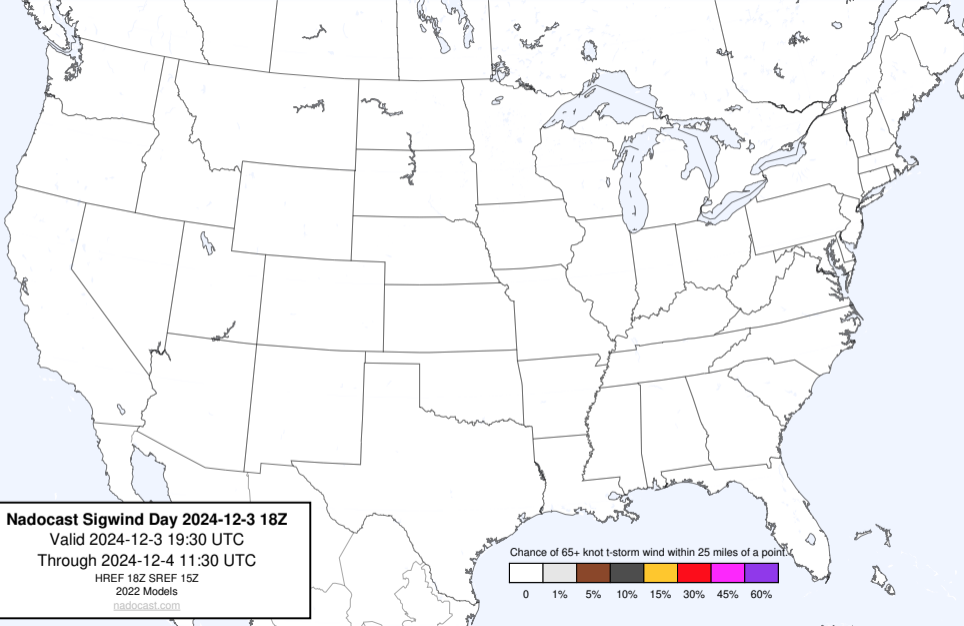 Nadocast Sigwind Day 2024-12-3 18Z
Valid 2024-12-3 19:30 UTC
Through 2024-12-4 11:30 UTC
HREF 18Z SREF 15Z
2022 Models
nadocast.com
Chance of 65+ knot t-storm wind within 25 miles of a point.
0 1% 5% 10% 15% 30% 45% 60%